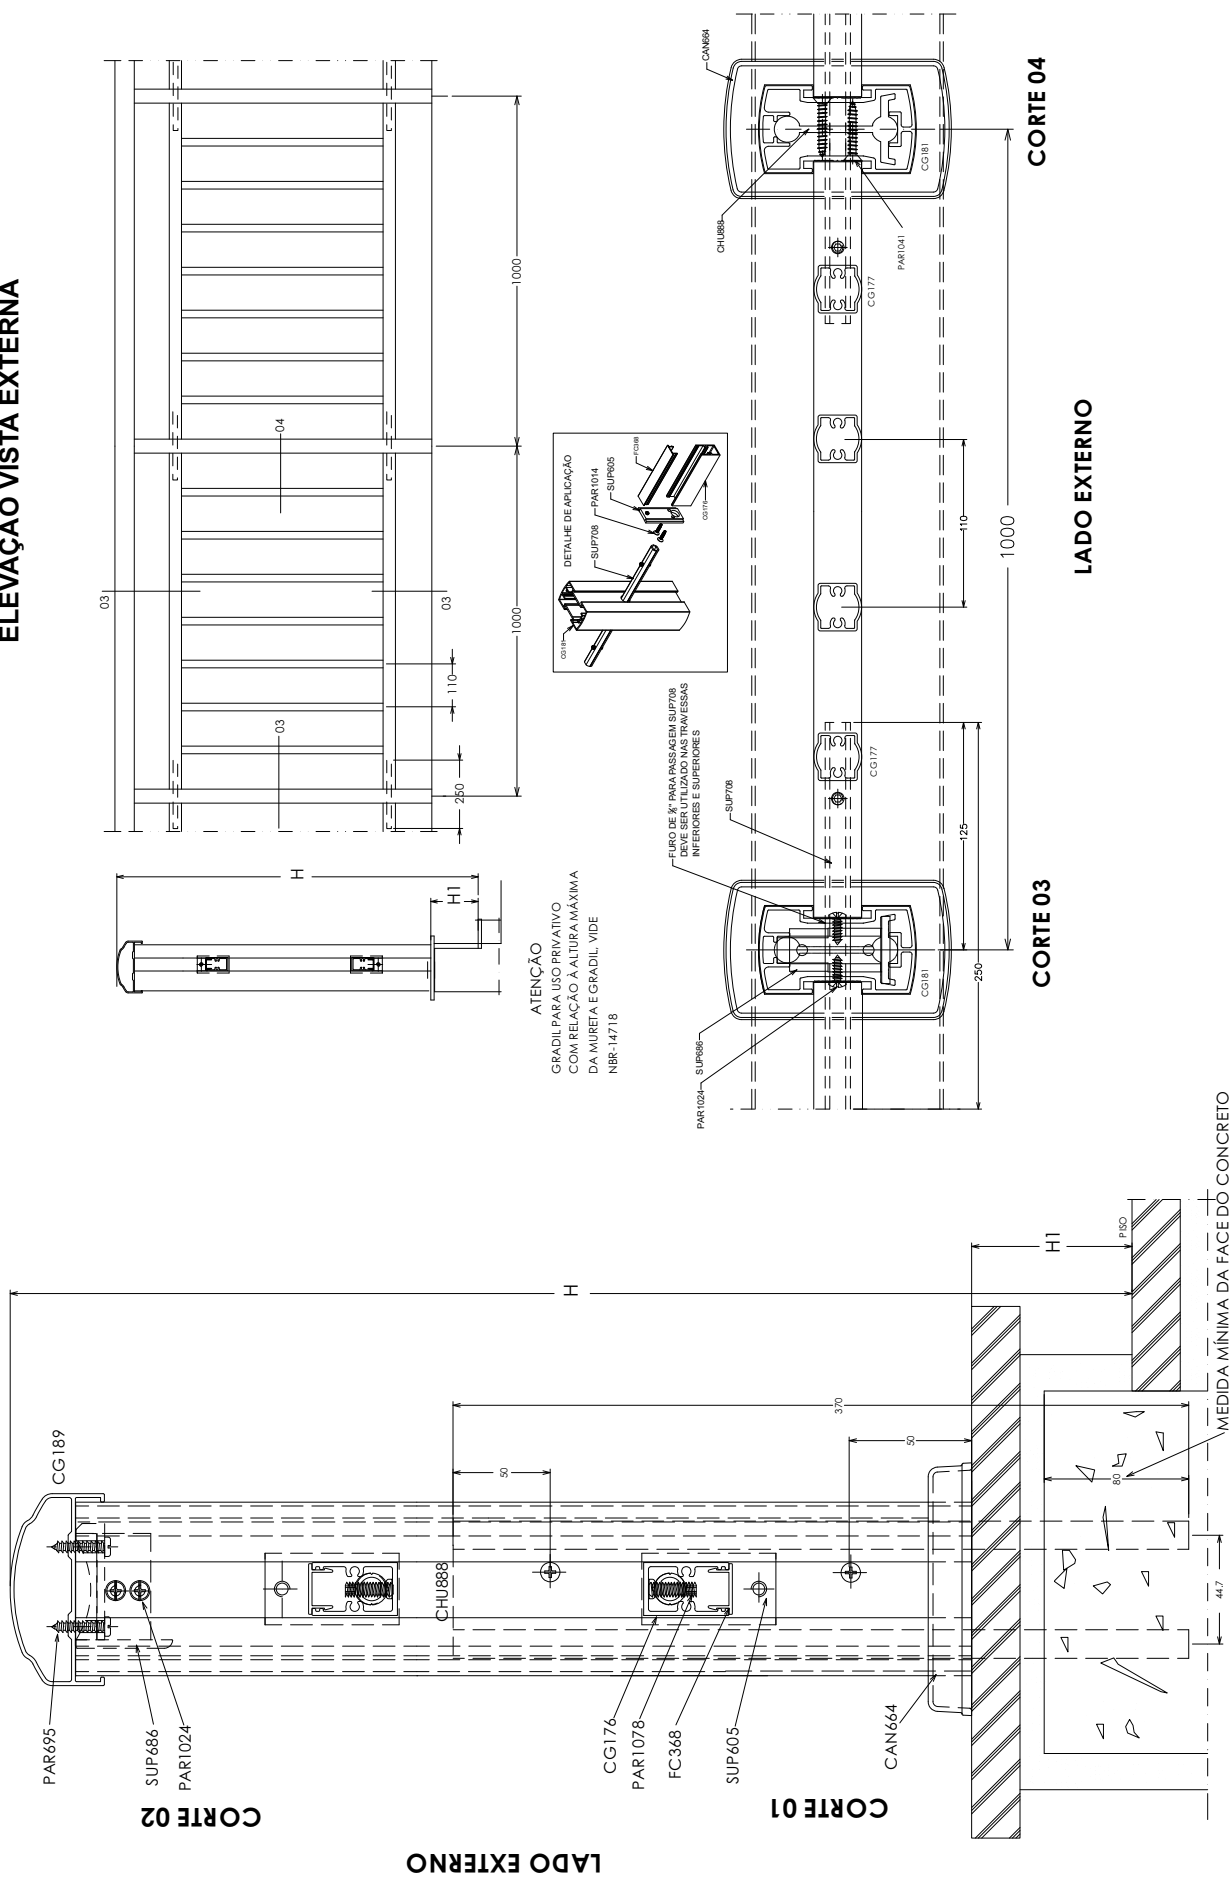 ELEVAÇÃO VISTA EXTERNA
03
03
03
04
110
250
1000
1000
H
H1
ATENÇÃO
GRADIL PARA USO PRIVATIVO
COM RELAÇÃO À ALTURA MÁXIMA
DA MURETA E GRADIL, VIDE
NBR-14718
DETALHE DE APLICAÇÃO
CG181
SUP708
PAR1014
SUP605
FC368
CG176
CAN664
CHU888
CG181
PAR1041
CG177
CORTE 04
FURO DE ⅜" PARA PASSAGEM SUP708
DEVE SER UTILIZADO NAS TRAVESSAS
INFERIORES E SUPERIORES
SUP708
SUP686
PAR1024
CG181
CG177
110
1000
125
250
CORTE 03
LADO EXTERNO
CG189
PAR695
SUP686
PAR1024
CORTE 02
CHU888
CG176
PAR1078
FC368
SUP605
CAN664
CORTE 01
LADO EXTERNO
H
H1
PISO
50
50
370
80
44.7
MEDIDA MÍNIMA DA FACE DO CONCRETO